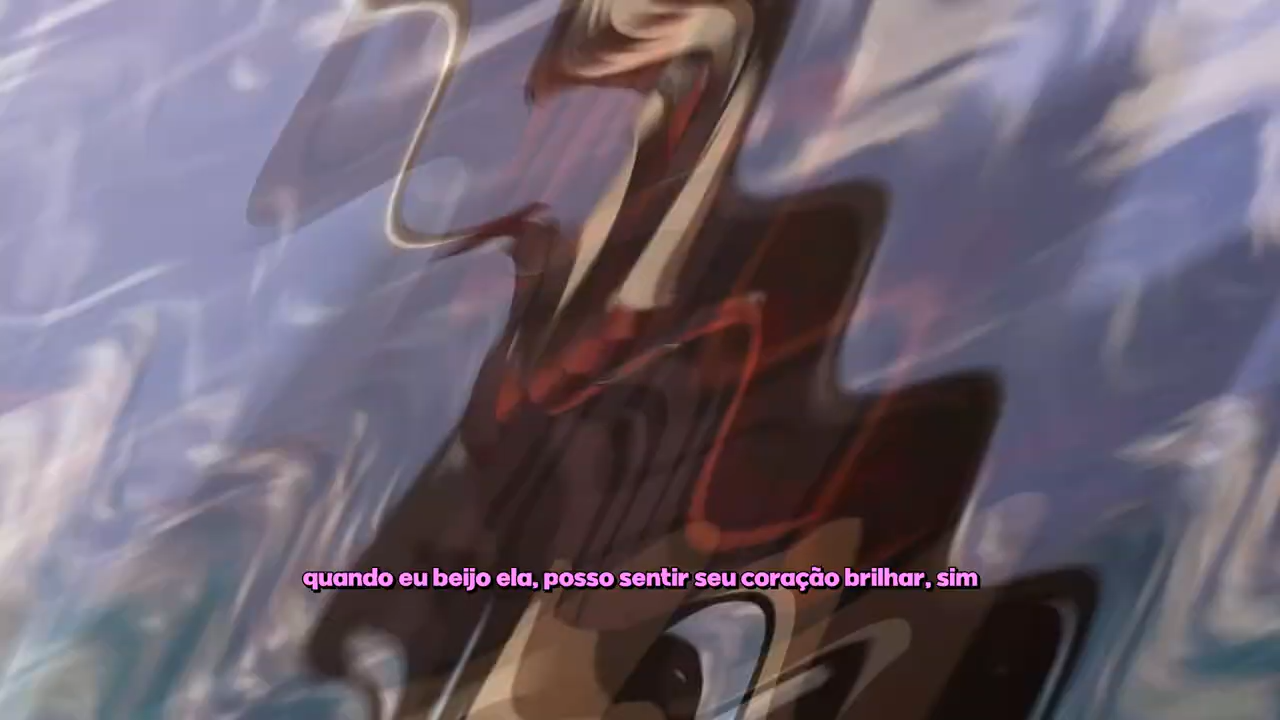 quando eu beijo ela, posso sentir seu coração brilhar, sim